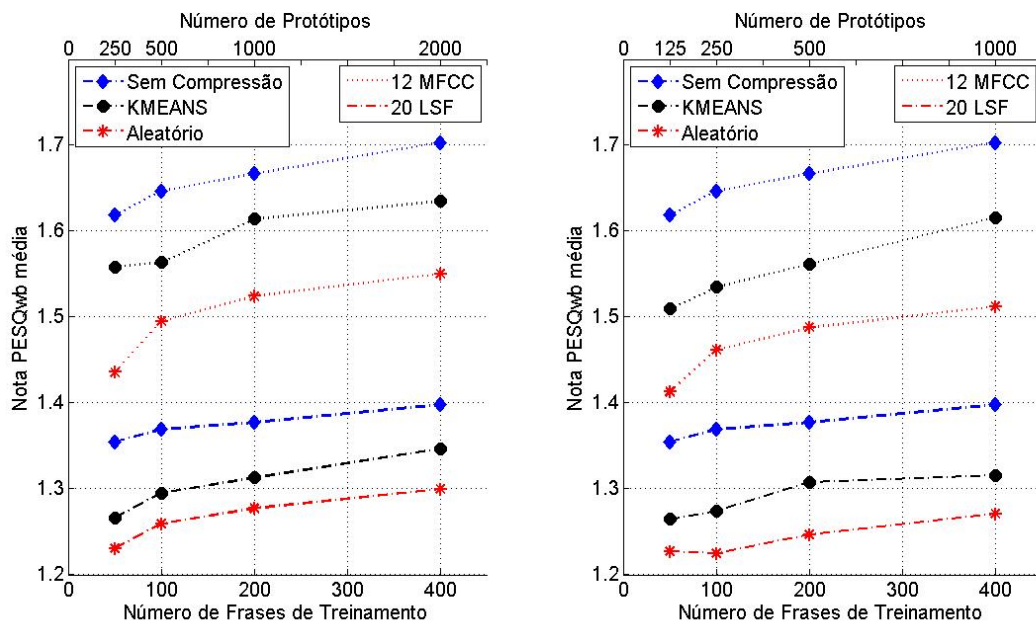 Número de Protótipos
0 250 500 1000 2000
Sem Compressão
KMEANS
Aleatório
12 MFCC
20 LSF
Nota PESQwb média
1.7
1.6
1.5
1.4
1.3
1.2
0 100 200 300 400
Número de Frases de Treinamento
Número de Protótipos
0 125 250 500 1000
Sem Compressão
KMEANS
Aleatório
12 MFCC
20 LSF
Nota PESQwb média
1.7
1.6
1.5
1.4
1.3
1.2
0 100 200 300 400
Número de Frases de Treinamento